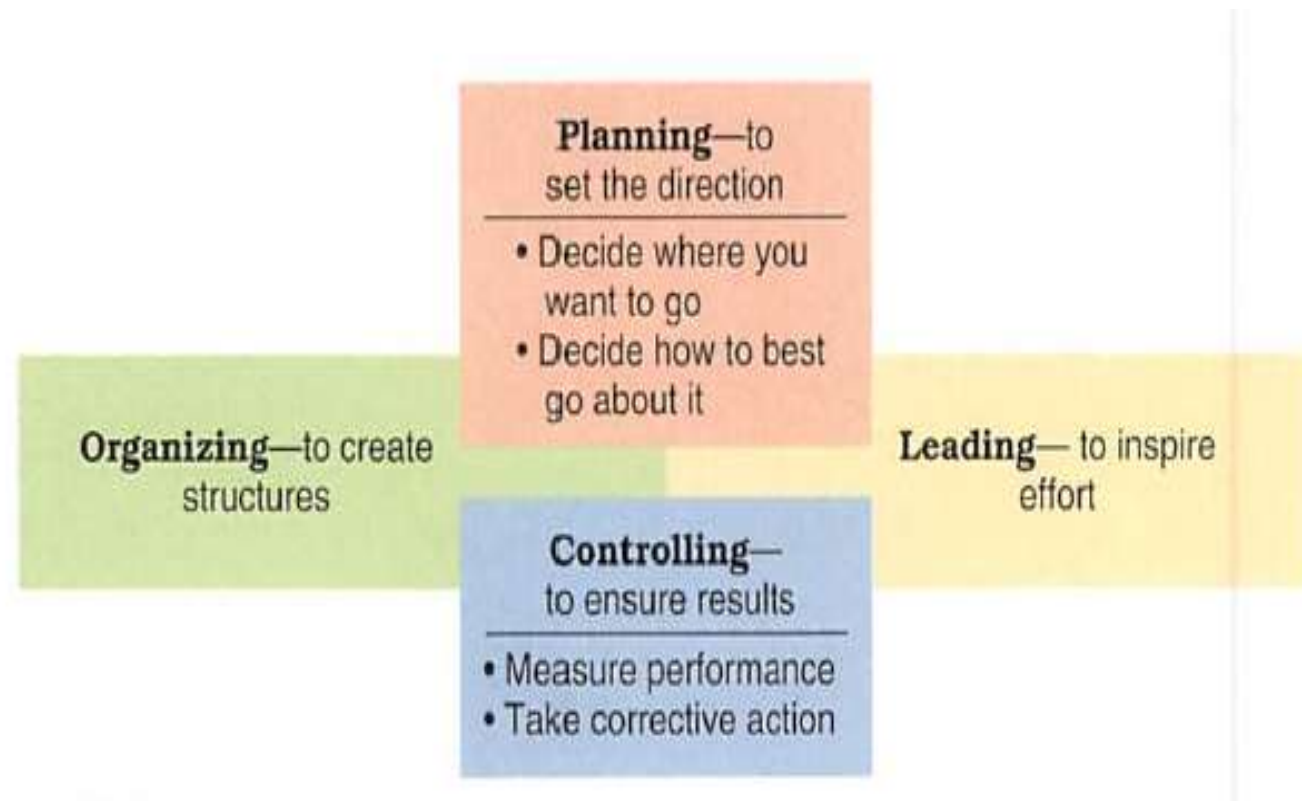 Planning—to
set the direction
• Decide where you
want to go
• Decide how to best
go about it
Organizing—to create
structures
Leading— to inspire
effort
Controlling—
to ensure results
• Measure performance
• Take corrective action